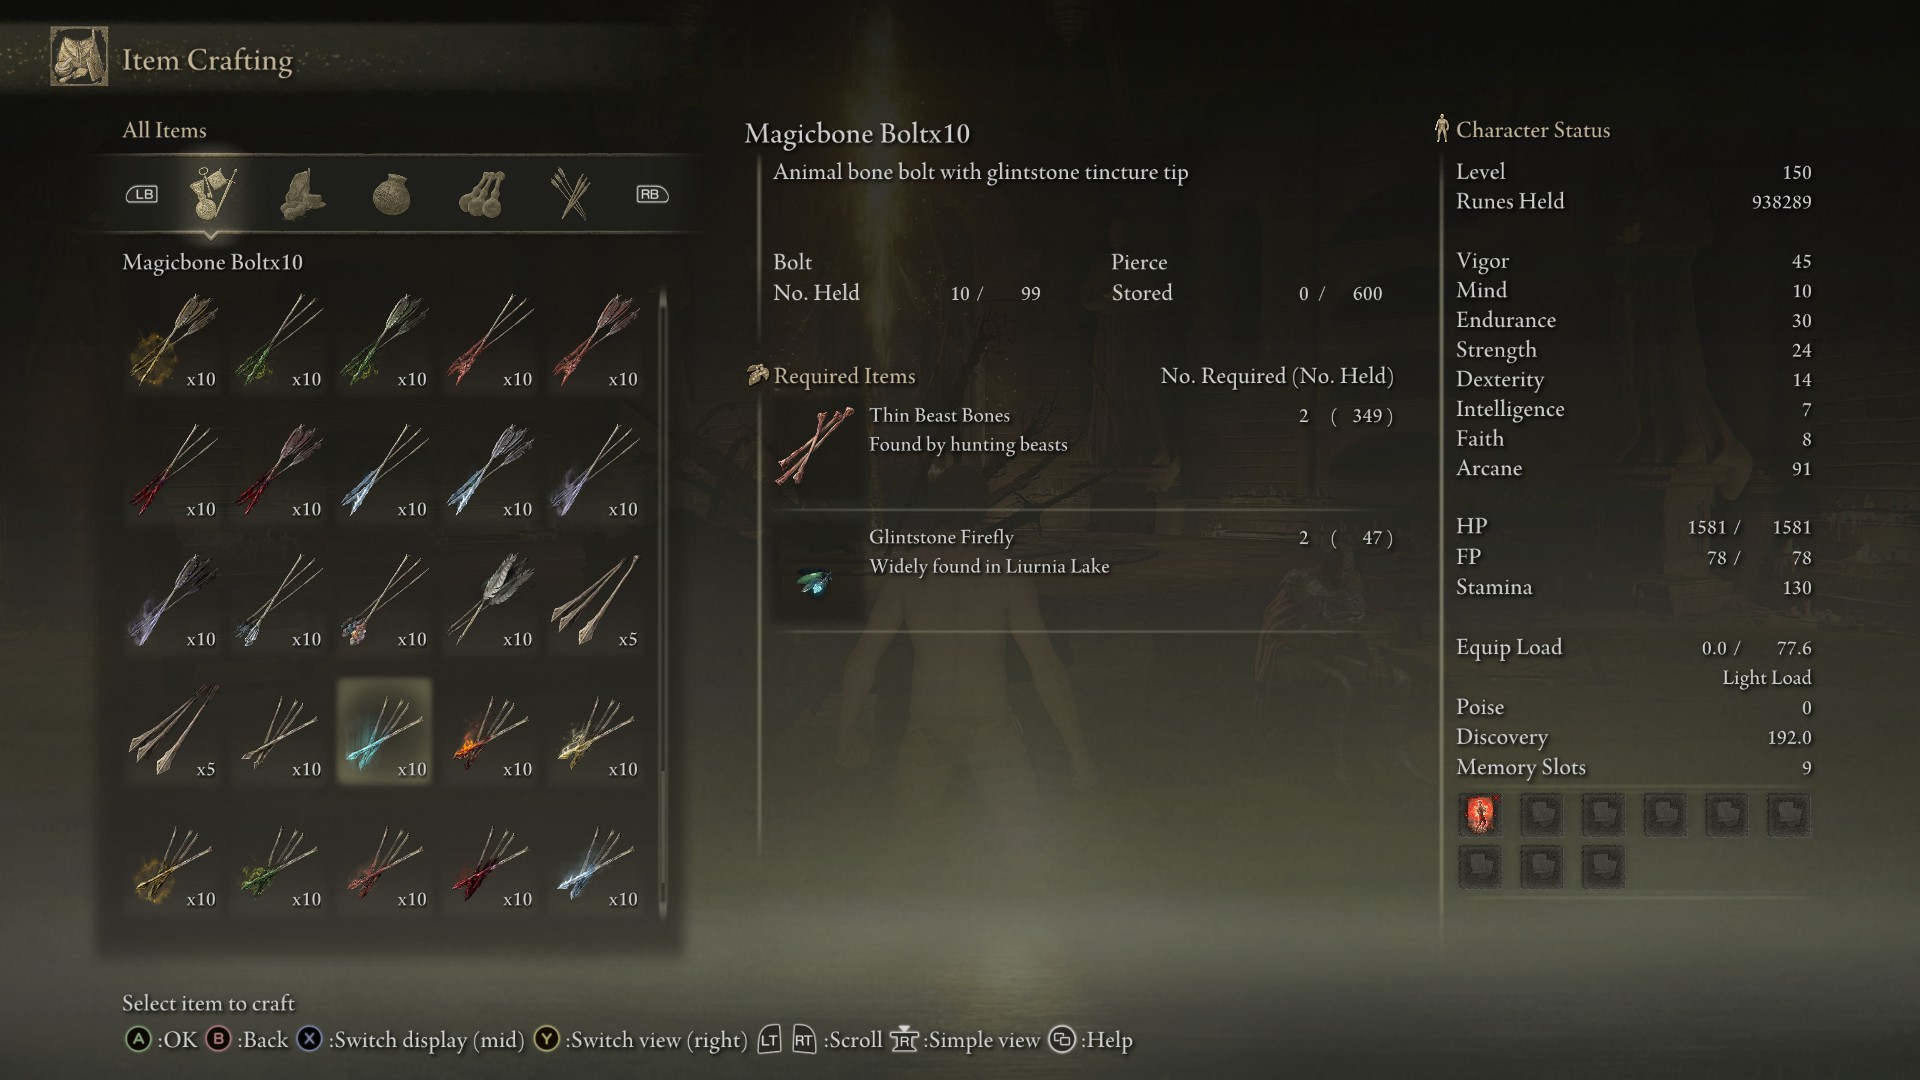 Item Crafting
All Items
LB
RB
Magicbone Boltx10
x10 x10 x10 x10 x10
x10 x10 x10 x10 x10
x10 x10 x10 x10 x5
x5 x10 x10 x10 x10
x10 x10 x10 x10 x10
Magicbone Boltx10
Animal bone bolt with glintstone tincture tip
Bolt Pierce
No. Held 10 / 99 Stored 0 / 600
Required Items No. Required (No. Held)
Thin Beast Bones 2 ( 349 )
Found by hunting beasts
Glintstone Firefly 2 ( 47 )
Widely found in Liurnia Lake
Character Status
Level 150
Runes Held 938289
Vigor 45
Mind 10
Endurance 30
Strength 24
Dexterity 14
Intelligence 7
Faith 8
Arcane 91
HP 1581 / 1581
FP 78 / 78
Stamina 130
Equip Load 0.0 / 77.6
Light Load
Poise 0
Discovery 192.0
Memory Slots 9
Select item to craft
A :OK B :Back X :Switch display (mid) Y :Switch view (right) LT RT :Scroll R :Simple view :Help